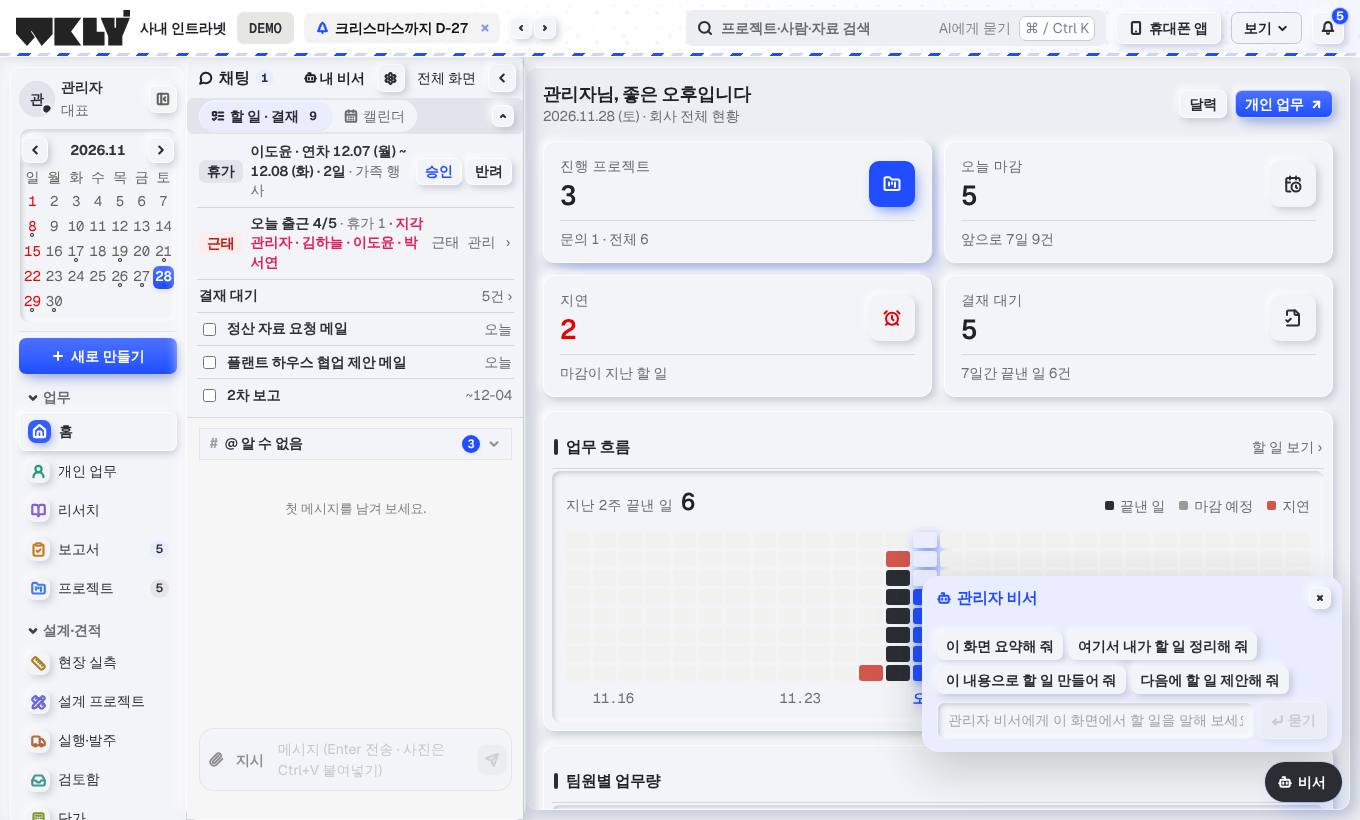 WKLY 사내 인트라넷 DEMO 크리스마스까지 D-27 × ‹ › 프로젝트·사람·자료 검색 AI에게 묻기 ⌘ / Ctrl K 휴대폰 앱 보기 5
관 관리자
대표
2026.11
일 월 화 수 목 금 토
1 2 3 4 5 6 7
8 9 10 11 12 13 14
15 16 17 18 19 20 21
22 23 24 25 26 27 28
29 30
+ 새로 만들기
업무
홈
개인 업무
리서치
보고서 5
프로젝트 5
설계·견적
현장 실측
설계 프로젝트
실행·발주
검토함
단가
채팅 1 내 비서 전체 화면
할 일 · 결재 9 캘린더
휴가 이도윤 · 연차 12.07 (월) ~
12.08 (화) · 2일 · 가족 행
사
승인 반려
근태 오늘 출근 4/5 · 휴가 1 · 지각
관리자 · 김하늘 · 이도윤 · 박
서연
근태 관리 ›
결재 대기 5건 ›
정산 자료 요청 메일 오늘
플랜트 하우스 협업 제안 메일 오늘
2차 보고 ~12-04
# @ 알 수 없음 3
첫 메시지를 남겨 보세요.
지시 메시지 (Enter 전송 · 사진은
Ctrl+V 붙여넣기)
관리자님, 좋은 오후입니다
2026.11.28 (토) · 회사 전체 현황
달력 개인 업무
진행 프로젝트
3
문의 1 · 전체 6
오늘 마감
5
앞으로 7일 9건
지연
2
마감이 지난 할 일
결재 대기
5
7일간 끝낸 일 6건
업무 흐름 할 일 보기 ›
지난 2주 끝낸 일 6 끝낸 일 마감 예정 지연
11.16 11.23
관리자 비서
이 화면 요약해 줘 여기서 내가 할 일 정리해 줘
이 내용으로 할 일 만들어 줘 다음에 할 일 제안해 줘
관리자 비서에게 이 화면에서 할 일을 말해 보세요 묻기
팀원별 업무량
비서